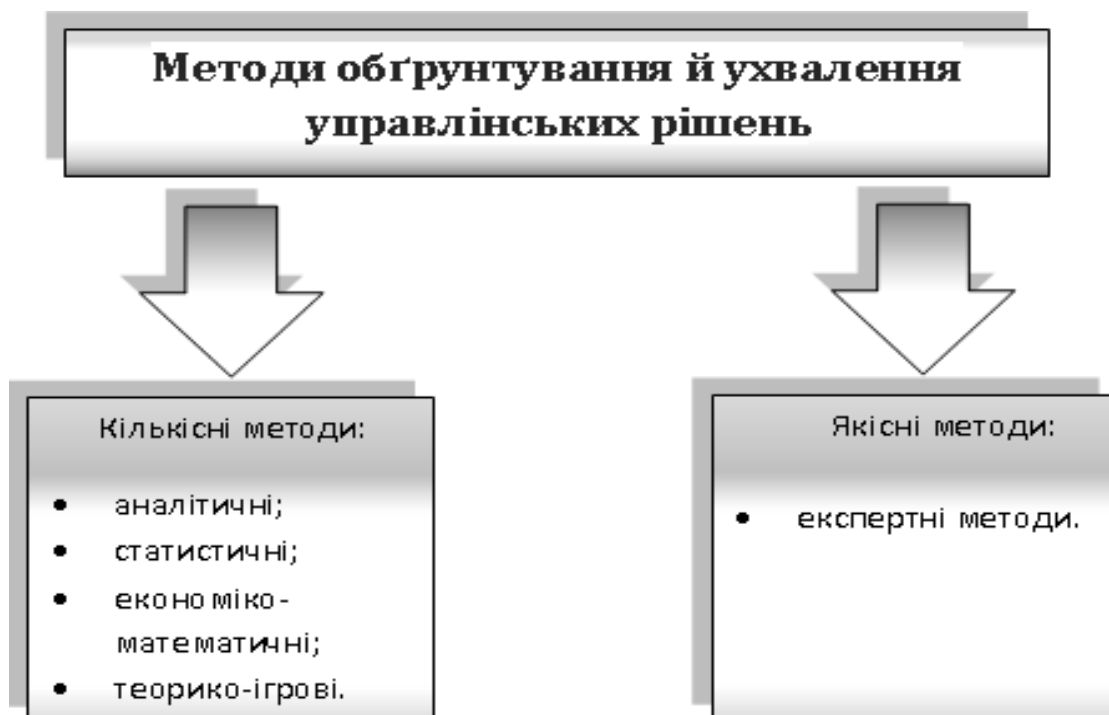 Методи обґрунтування й ухвалення
управлінських рішень
Кількісні методи:
• аналітичні;
• статистичні;
• економіко-
математичні;
• теорико-ігрові.
Якісні методи:
• експертні методи.